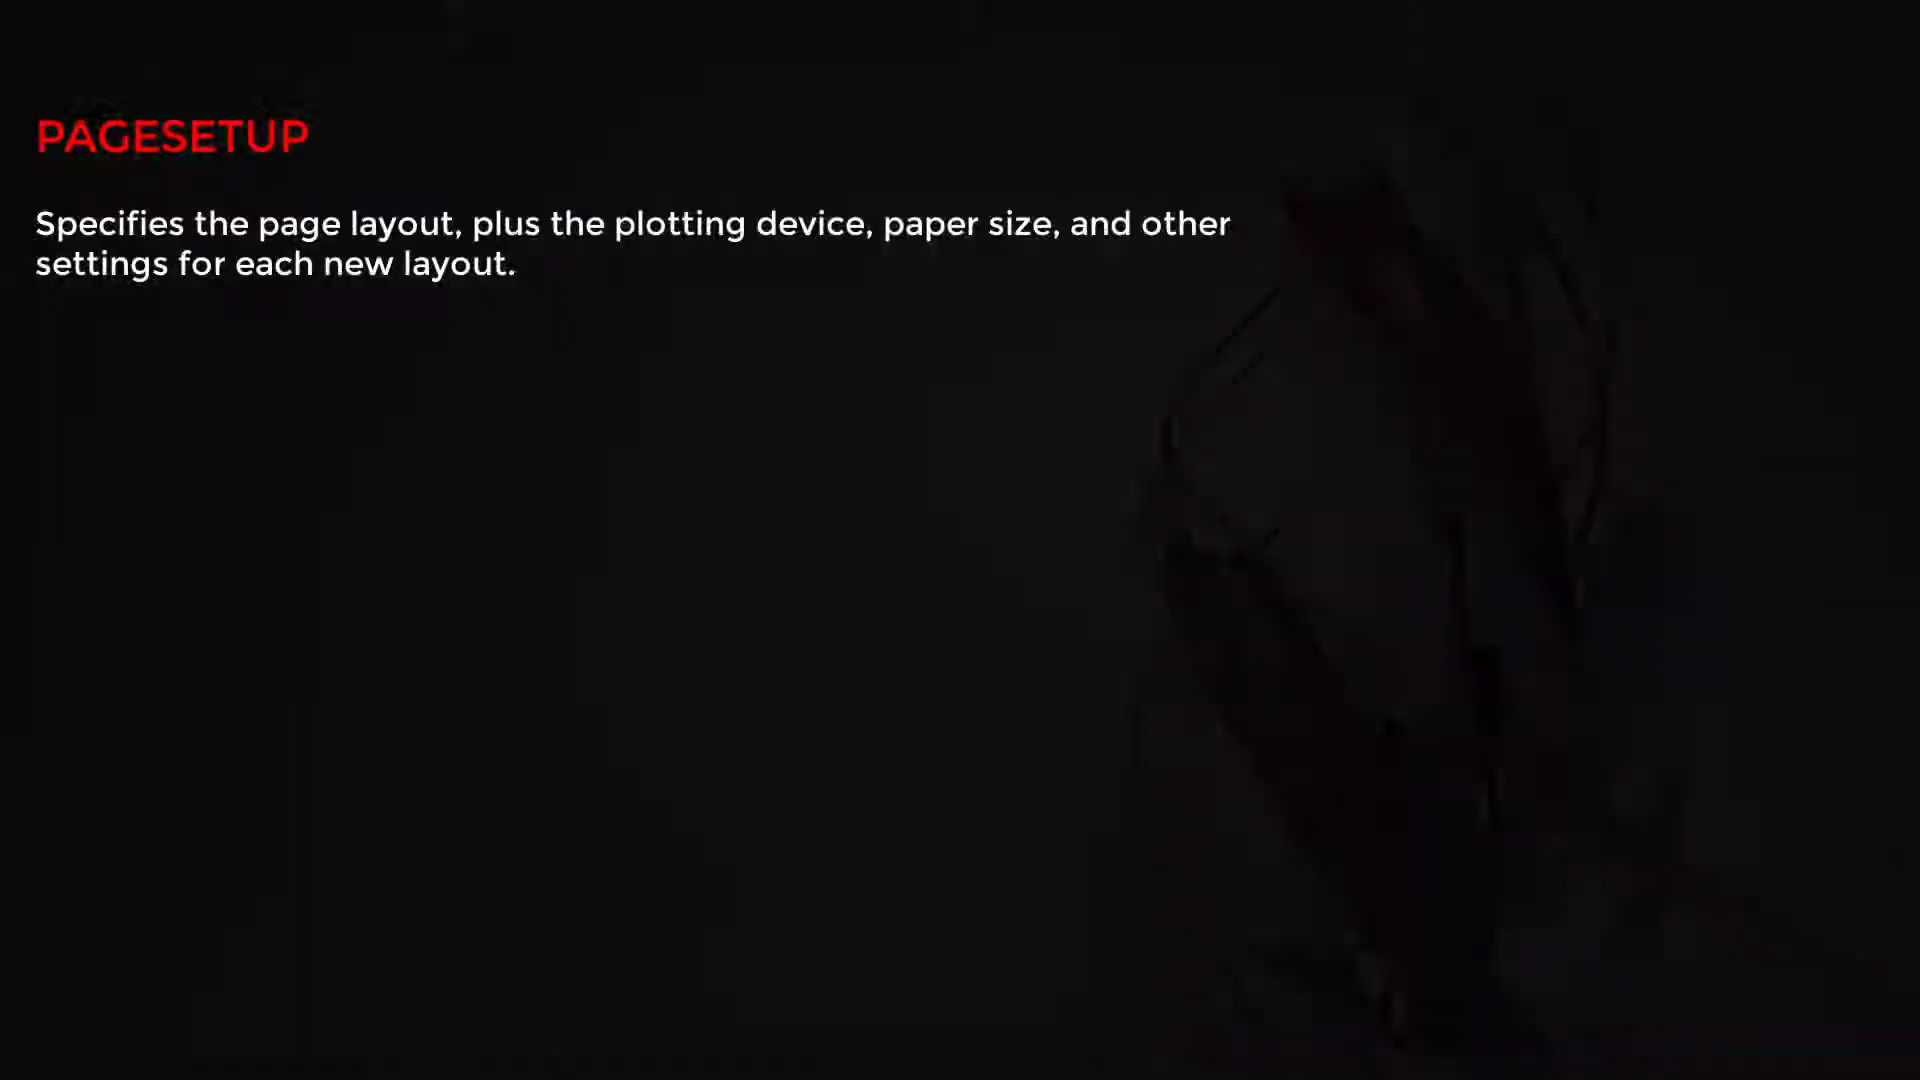 PAGESETUP
Specifies the page layout, plus the plotting device, paper size, and other
settings for each new layout.